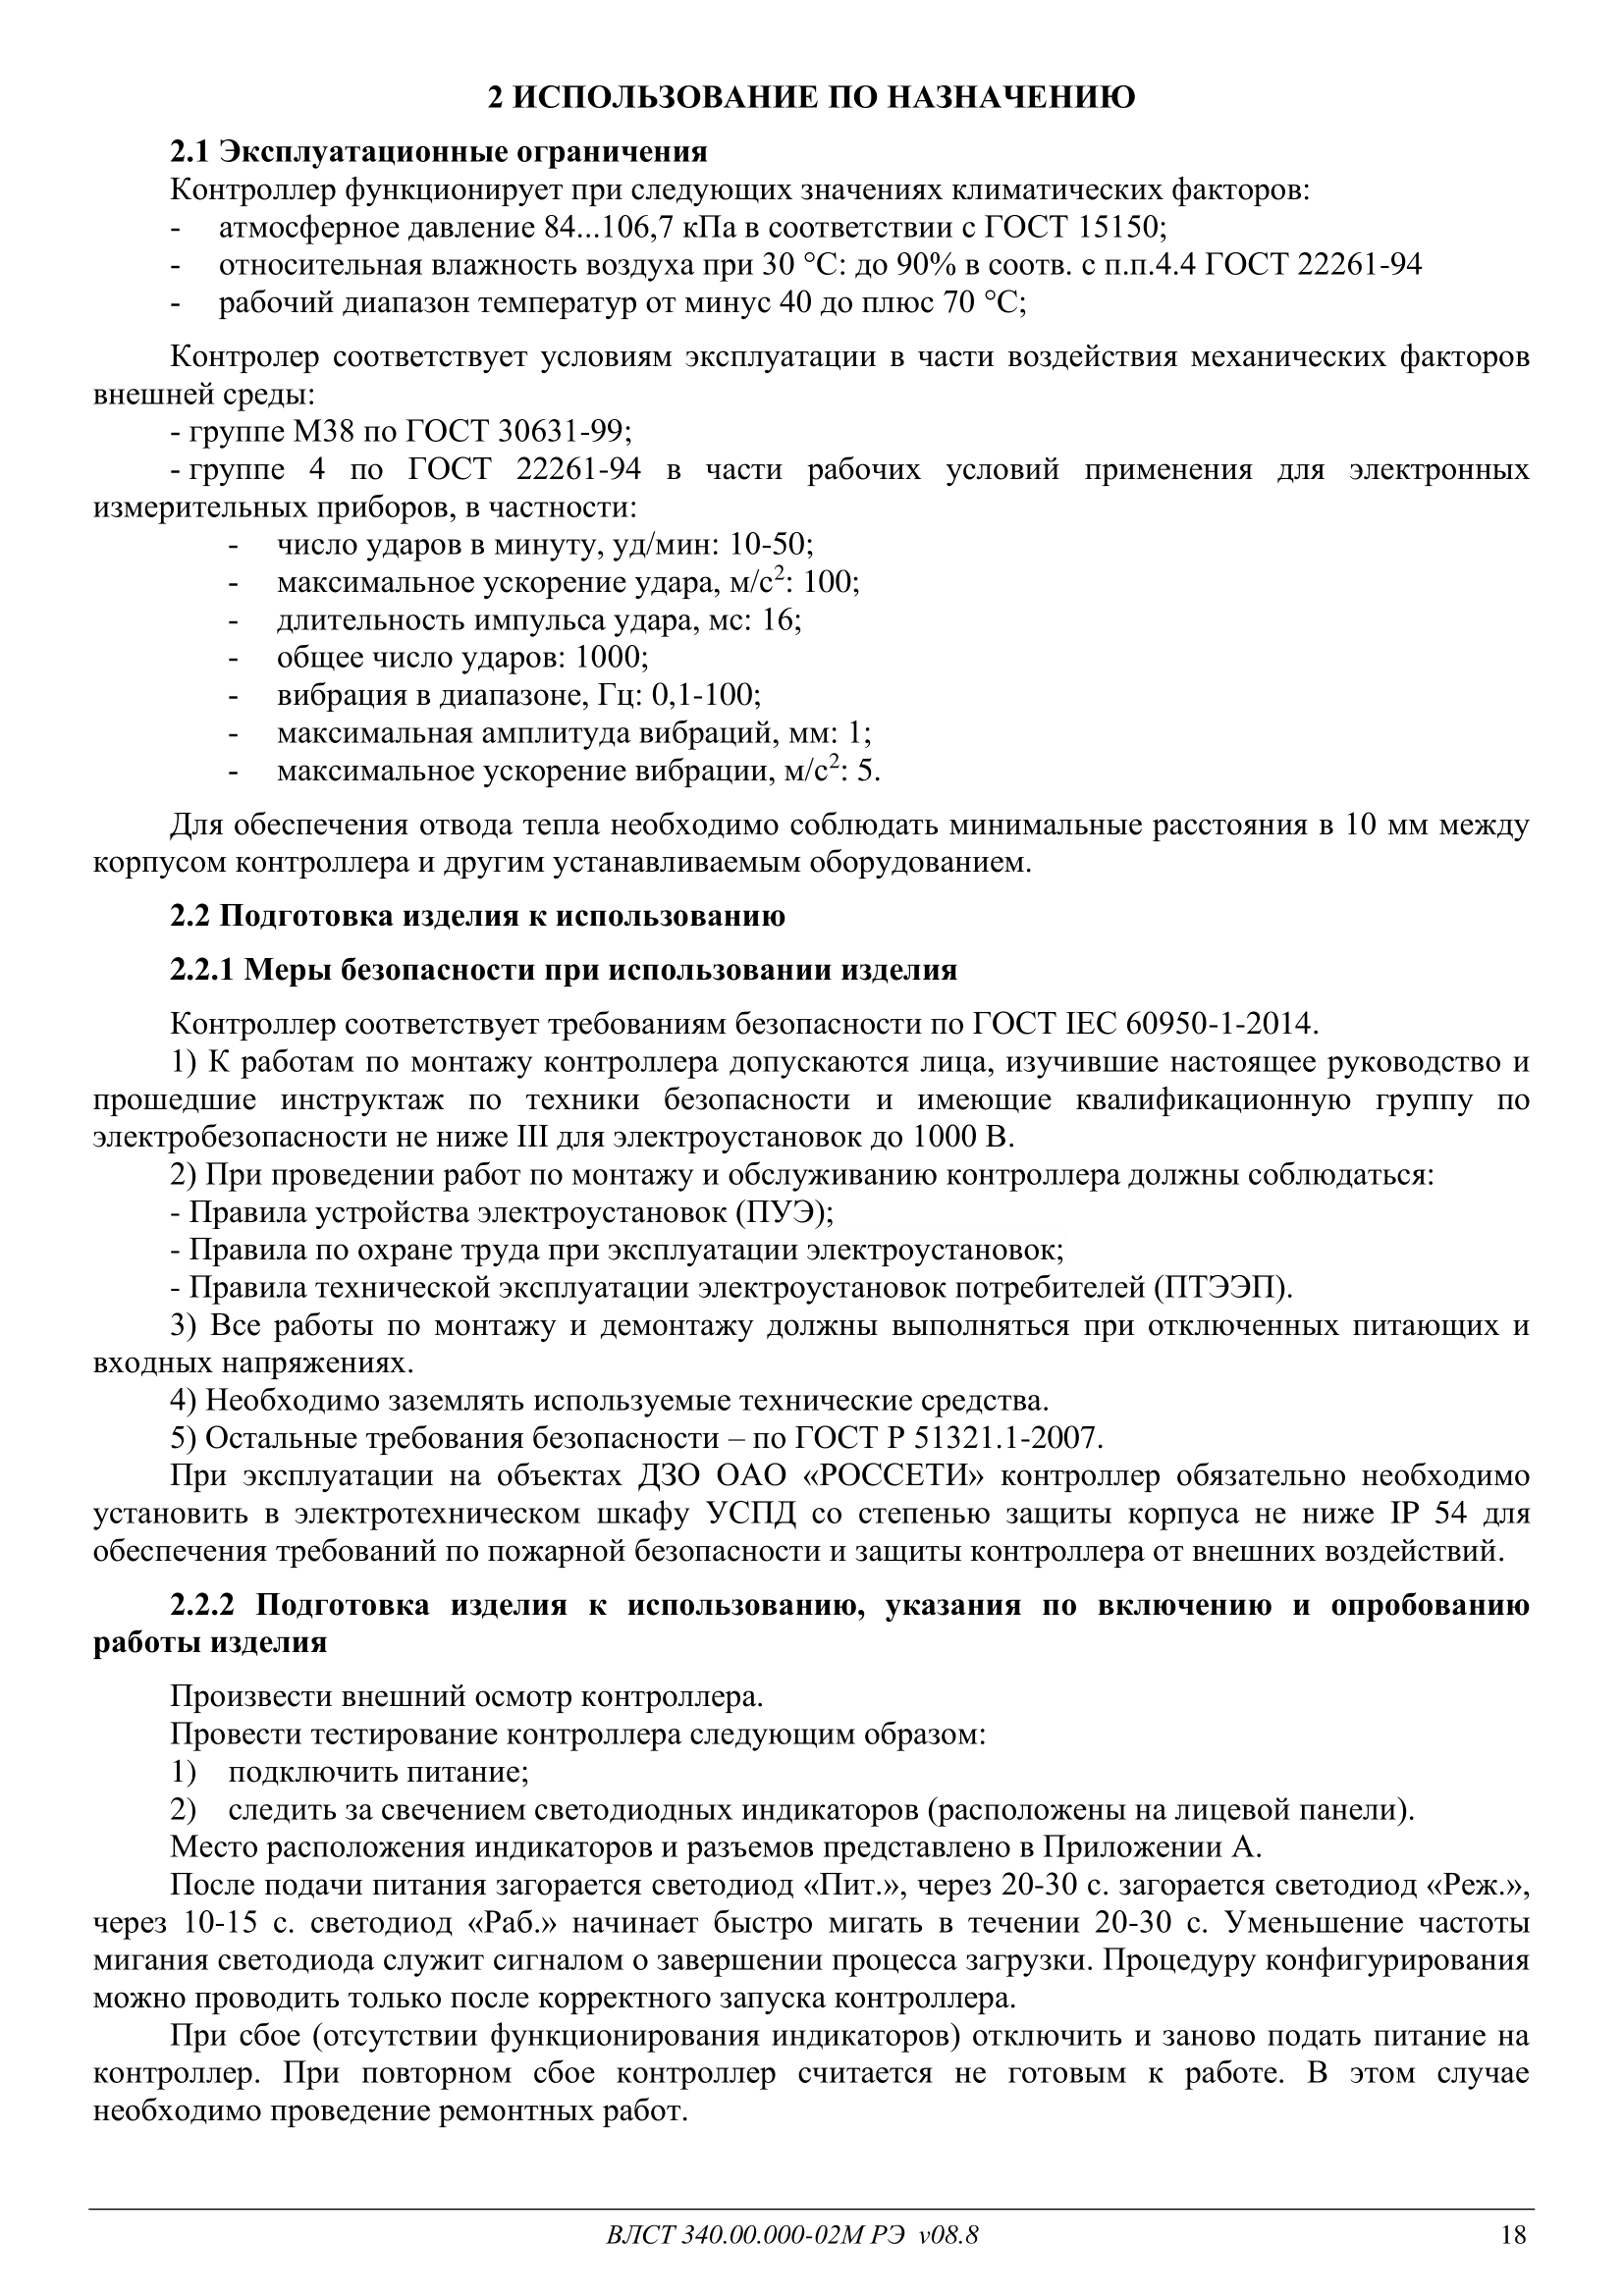 2 ИСПОЛЬЗОВАНИЕ ПО НАЗНАЧЕНИЮ
2.1 Эксплуатационные ограничения
Контроллер функционирует при следующих значениях климатических факторов:
- атмосферное давление 84...106,7 кПа в соответствии с ГОСТ 15150;
- относительная влажность воздуха при 30 °С: до 90% в соотв. с п.п.4.4 ГОСТ 22261-94
- рабочий диапазон температур от минус 40 до плюс 70 °С;
Контролер соответствует условиям эксплуатации в части воздействия механических факторов
внешней среды:
- группе М38 по ГОСТ 30631-99;
- группе 4 по ГОСТ 22261-94 в части рабочих условий применения для электронных
измерительных приборов, в частности:
- число ударов в минуту, уд/мин: 10-50;
- максимальное ускорение удара, м/с²: 100;
- длительность импульса удара, мс: 16;
- общее число ударов: 1000;
- вибрация в диапазоне, Гц: 0,1-100;
- максимальная амплитуда вибраций, мм: 1;
- максимальное ускорение вибрации, м/с²: 5.
Для обеспечения отвода тепла необходимо соблюдать минимальные расстояния в 10 мм между
корпусом контроллера и другим устанавливаемым оборудованием.
2.2 Подготовка изделия к использованию
2.2.1 Меры безопасности при использовании изделия
Контроллер соответствует требованиям безопасности по ГОСТ IEC 60950-1-2014.
1) К работам по монтажу контроллера допускаются лица, изучившие настоящее руководство и
прошедшие инструктаж по техники безопасности и имеющие квалификационную группу по
электробезопасности не ниже III для электроустановок до 1000 В.
2) При проведении работ по монтажу и обслуживанию контроллера должны соблюдаться:
- Правила устройства электроустановок (ПУЭ);
- Правила по охране труда при эксплуатации электроустановок;
- Правила технической эксплуатации электроустановок потребителей (ПТЭЭП).
3) Все работы по монтажу и демонтажу должны выполняться при отключенных питающих и
входных напряжениях.
4) Необходимо заземлять используемые технические средства.
5) Остальные требования безопасности – по ГОСТ Р 51321.1-2007.
При эксплуатации на объектах ДЗО ОАО «РОССЕТИ» контроллер обязательно необходимо
установить в электротехническом шкафу УСПД со степенью защиты корпуса не ниже IP 54 для
обеспечения требований по пожарной безопасности и защиты контроллера от внешних воздействий.
2.2.2 Подготовка изделия к использованию, указания по включению и опробованию
работы изделия
Произвести внешний осмотр контроллера.
Провести тестирование контроллера следующим образом:
1) подключить питание;
2) следить за свечением светодиодных индикаторов (расположены на лицевой панели).
Место расположения индикаторов и разъемов представлено в Приложении А.
После подачи питания загорается светодиод «Пит.», через 20-30 с. загорается светодиод «Реж.»,
через 10-15 с. светодиод «Раб.» начинает быстро мигать в течении 20-30 с. Уменьшение частоты
мигания светодиода служит сигналом о завершении процесса загрузки. Процедуру конфигурирования
можно проводить только после корректного запуска контроллера.
При сбое (отсутствии функционирования индикаторов) отключить и заново подать питание на
контроллер. При повторном сбое контроллер считается не готовым к работе. В этом случае
необходимо проведение ремонтных работ.
ВЛСТ 340.00.000-02М РЭ v08.8
18